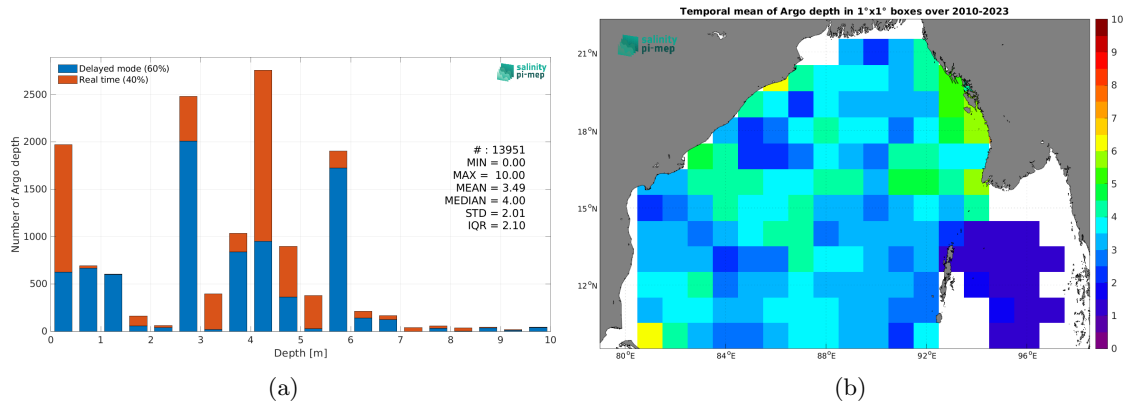 Delayed mode (60%)
Real time (40%)
salinity
pi-mep
Number of Argo depth
2500
2000
1500
1000
500
0
# : 13951
MIN = 0.00
MAX = 10.00
MEAN = 3.49
MEDIAN = 4.00
STD = 2.01
IQR = 2.10
0 1 2 3 4 5 6 7 8 9 10
Depth [m]
(a)
Temporal mean of Argo depth in 1°x1° boxes over 2010-2023
salinity
pi-mep
21°N
18°N
15°N
12°N
80°E 84°E 88°E 92°E 96°E
10
9
8
7
6
5
4
3
2
1
0
(b)